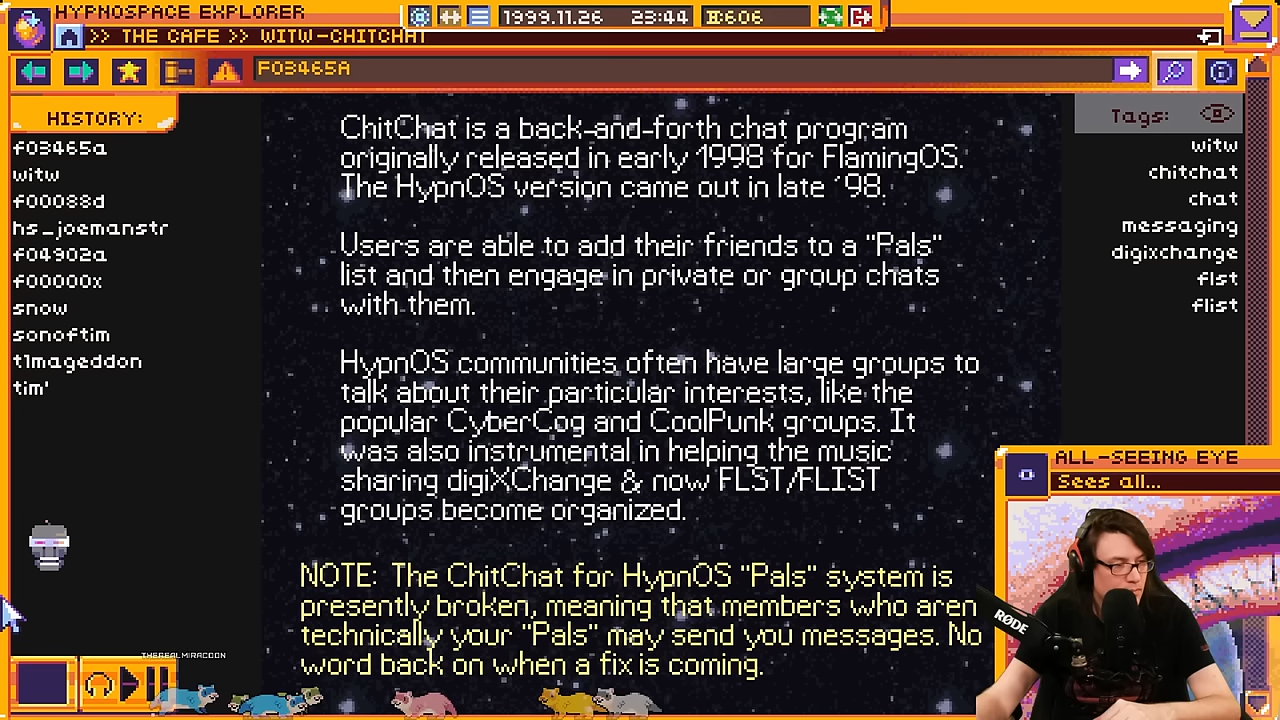 HYPNOSPACE EXPLORER
1999.11.26 23:44
606
>> THE CAFE >> WITW-CHITCHAT
F03465A
HISTORY:
f03465a
witw
f00088d
hs_joemanstr
f04902a
f00000x
snow
sonoftim
t1mageddon
tim'
ChitChat is a back-and-forth chat program
originally released in early 1998 for FlamingOS.
The HypnOS version came out in late '98.
Users are able to add their friends to a "Pals"
list and then engage in private or group chats
with them.
HypnOS communities often have large groups to
talk about their particular interests, like the
popular CyberCog and CoolPunk groups. It
was also instrumental in helping the music
sharing digiXChange & now FLST/FLIST
groups become organized.
NOTE: The ChitChat for HypnOS "Pals" system is
presently broken, meaning that members who aren
technically your "Pals" may send you messages. No
word back on when a fix is coming.
Tags:
witw
chitchat
chat
messaging
digixchange
flst
flist
ALL-SEEING EYE
Sees all...
RØDE
THEREALMIRACOON